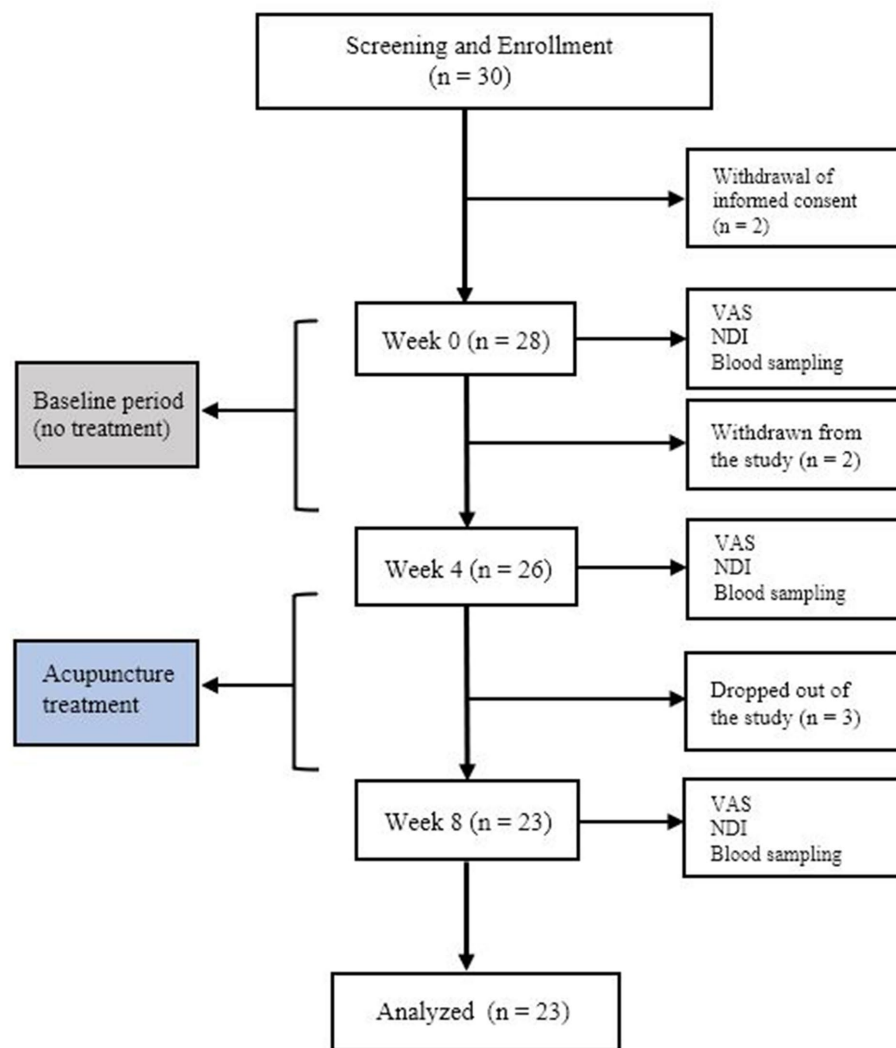 Screening and Enrollment
(n = 30)
Withdrawal of
informed consent
(n = 2)
Week 0 (n = 28)
VAS
NDI
Blood sampling
Baseline period
(no treatment)
Withdrawn from
the study (n = 2)
Week 4 (n = 26)
VAS
NDI
Blood sampling
Acupuncture
treatment
Dropped out of
the study (n = 3)
Week 8 (n = 23)
VAS
NDI
Blood sampling
Analyzed (n = 23)